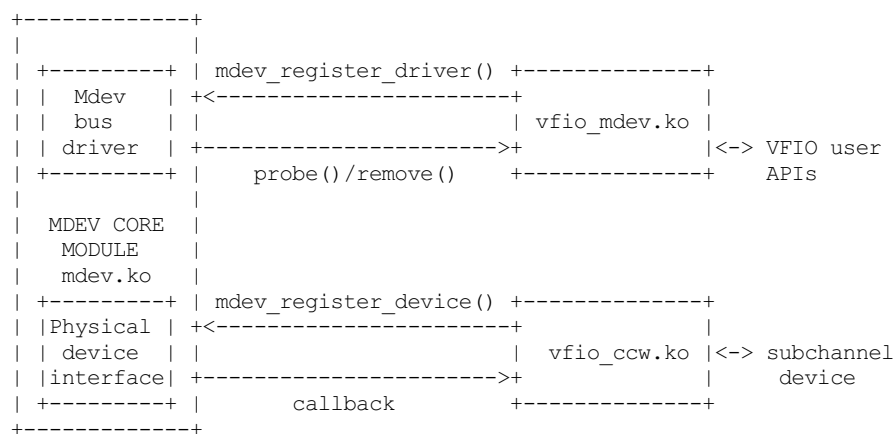 +-------------+
|             |
| +---------+ | mdev_register_driver() +--------------+
| |  Mdev   | +<-----------------------+              |
| |  bus    | |                        | vfio_mdev.ko |
| | driver  | +----------------------->+              |<-> VFIO user
| +---------+ |    probe()/remove()    +--------------+    APIs
|             |
|  MDEV CORE  |
|   MODULE    |
|   mdev.ko   |
| +---------+ | mdev_register_device() +--------------+
| |Physical | +<-----------------------+              |
| | device  | |                        |  vfio_ccw.ko |<-> subchannel
| |interface| +----------------------->+              |     device
| +---------+ |       callback         +--------------+
+-------------+